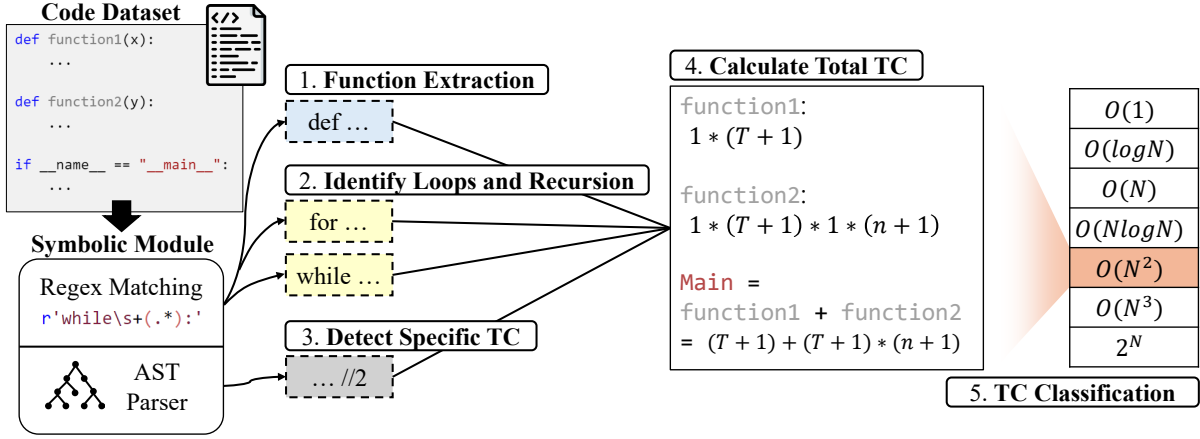 Code Dataset
def function1(x):
...
def function2(y):
...
if __name__ == "__main__":
...
</>
Symbolic Module
Regex Matching
r'while\s+(.*):'
AST
Parser
1. Function Extraction
def ...
2. Identify Loops and Recursion
for ...
while ...
3. Detect Specific TC
... //2
4. Calculate Total TC
function1:
1 ∗ (T + 1)
function2:
1 ∗ (T + 1) ∗ 1 ∗ (n + 1)
Main =
function1 + function2
= (T + 1) + (T + 1) ∗ (n + 1)
O(1)
O(logN)
O(N)
O(NlogN)
O(N²)
O(N³)
2ᴺ
5. TC Classification